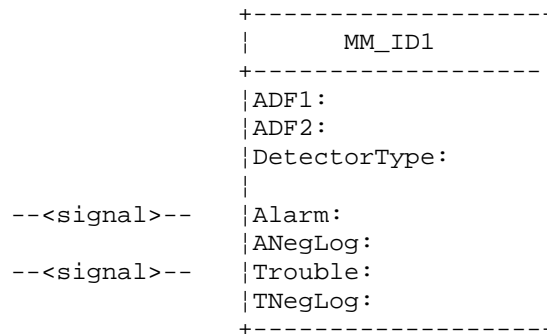 MM_ID1
ADF1:
ADF2:
DetectorType:
--<signal>-- Alarm:
ANegLog:
--<signal>-- Trouble:
TNegLog: